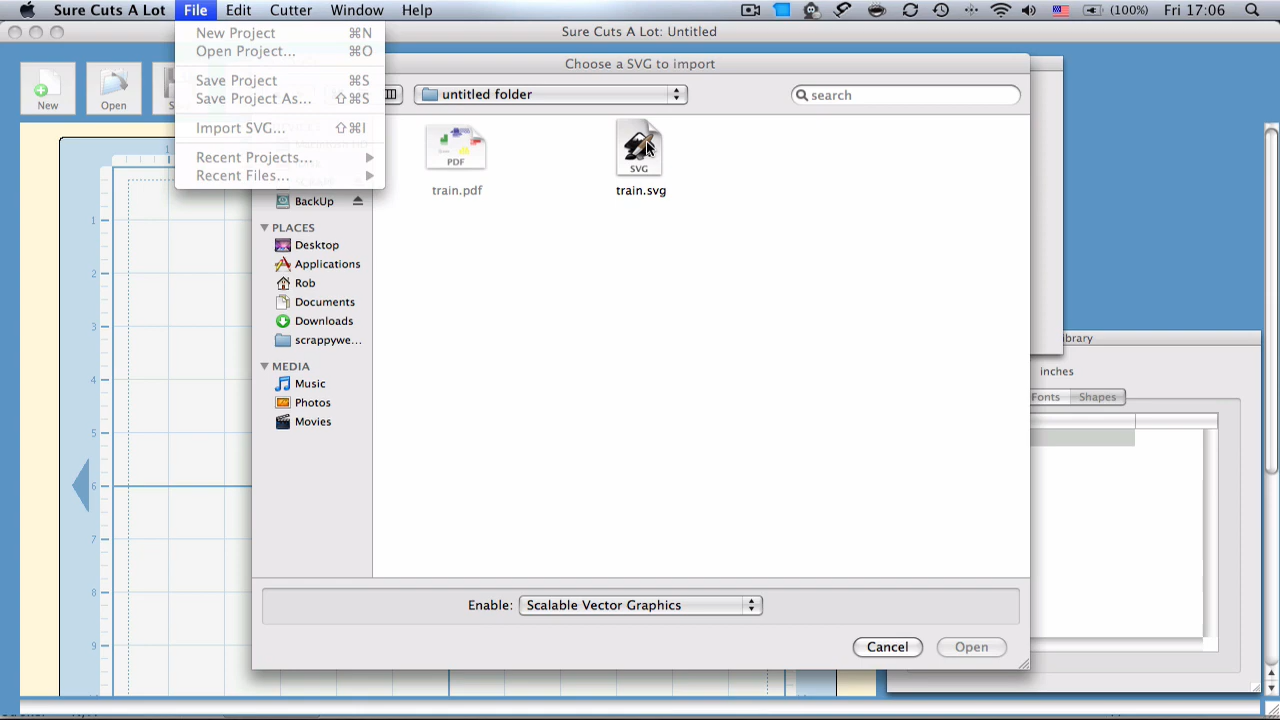 Sure Cuts A Lot File Edit Cutter Window Help (100%) Fri 17:06
Sure Cuts A Lot: Untitled
New Project ⌘N
Open Project... ⌘O
Save Project ⌘S
Save Project As... ⇧⌘S
Import SVG... ⇧⌘I
Recent Projects...
Recent Files...
New
Open
Choose a SVG to import
untitled folder
search
BackUp
PLACES
Desktop
Applications
Rob
Documents
Downloads
scrappywe...
MEDIA
Music
Photos
Movies
PDF
train.pdf
SVG
train.svg
Enable: Scalable Vector Graphics
Cancel
Open
1
1
2
3
4
5
6
7
8
9
ibrary
inches
Fonts
Shapes